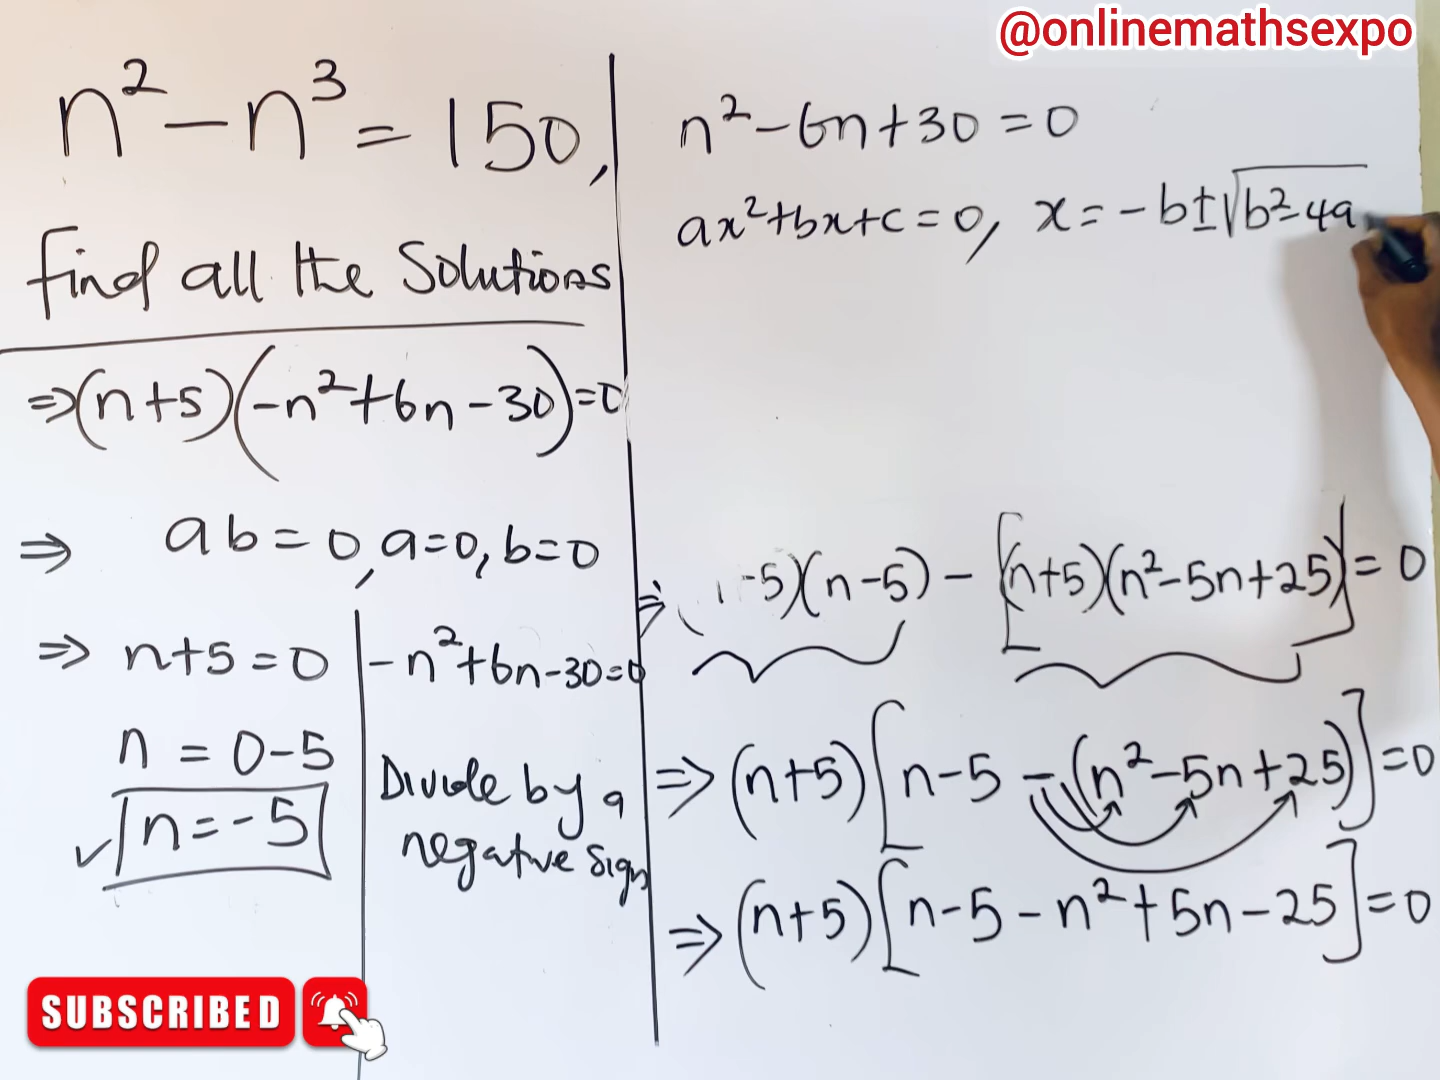 @onlinemathsexpo
n² - n³ = 150,
Find all the Solutions
⇒(n+5)(-n²+6n-30)=0
⇒ ab=0, a=0, b=0
⇒ n+5=0
n = 0-5
✓ n=-5
-n²+6n-30=0
Divide by a
negative sign
n²-6n+30=0
ax²+bx+c=0, x=-b±√b²-4a
⇒ -5)(n-5) - [(n+5)(n²-5n+25)]=0
⇒ (n+5)[n-5 -(n²-5n+25)]=0
⇒ (n+5)[n-5-n²+5n-25]=0
SUBSCRIBED